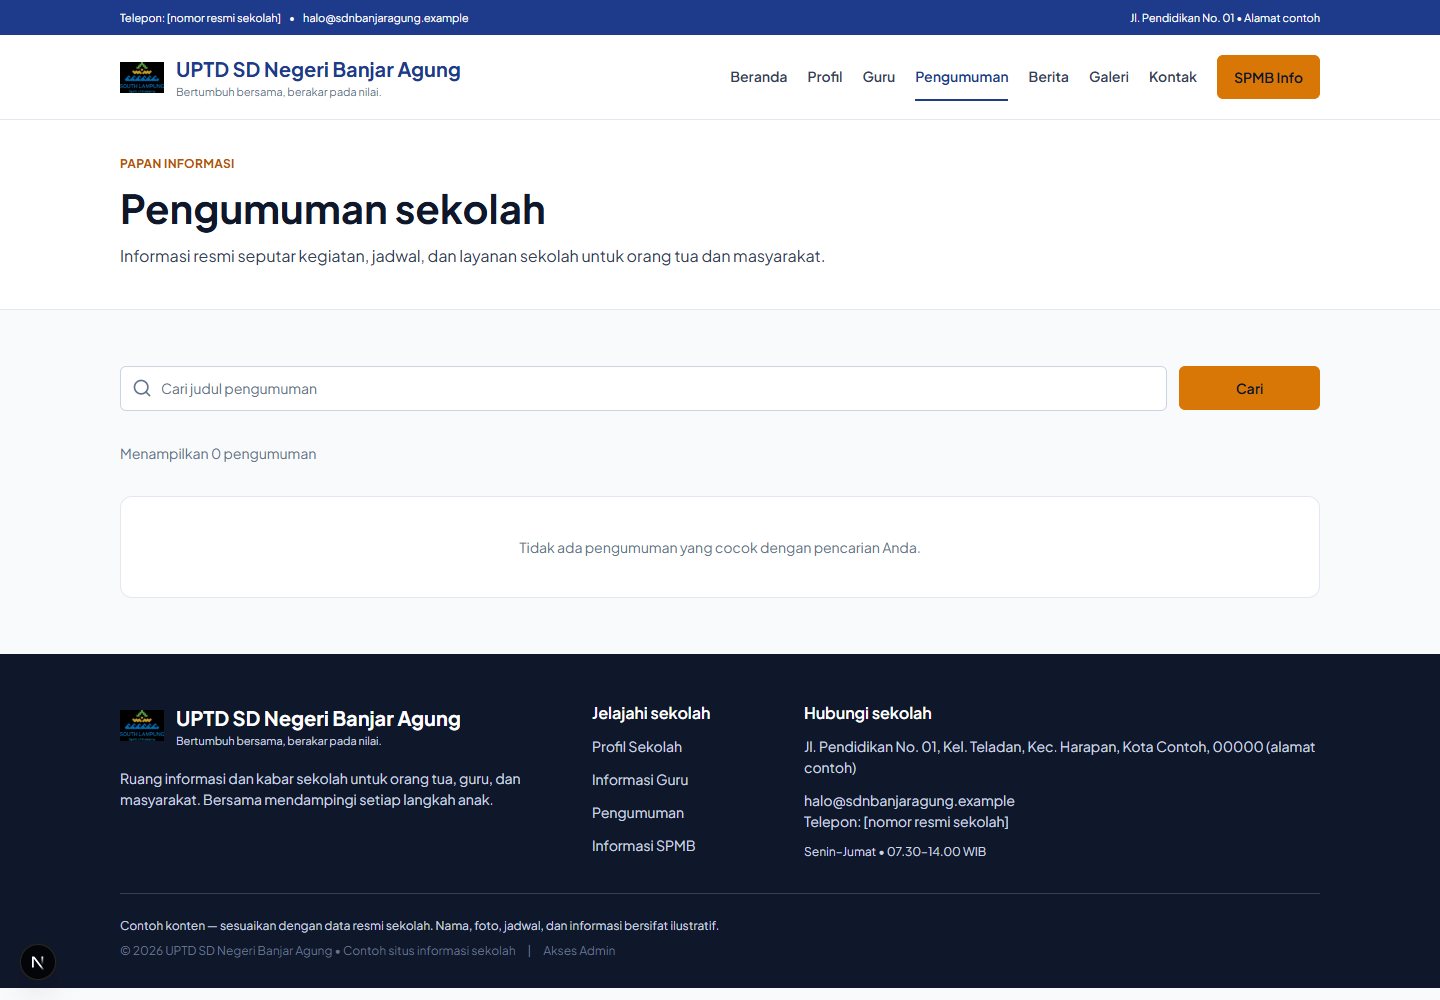 Telepon: [nomor resmi sekolah] • halo@sdnbanjaragung.example
Jl. Pendidikan No. 01 • Alamat contoh
UPTD SD Negeri Banjar Agung
Bertumbuh bersama, berakar pada nilai.
Beranda Profil Guru Pengumuman Berita Galeri Kontak SPMB Info
PAPAN INFORMASI
Pengumuman sekolah
Informasi resmi seputar kegiatan, jadwal, dan layanan sekolah untuk orang tua dan masyarakat.
Cari judul pengumuman
Cari
Menampilkan 0 pengumuman
Tidak ada pengumuman yang cocok dengan pencarian Anda.
UPTD SD Negeri Banjar Agung
Bertumbuh bersama, berakar pada nilai.
Ruang informasi dan kabar sekolah untuk orang tua, guru, dan
masyarakat. Bersama mendampingi setiap langkah anak.
Jelajahi sekolah
Profil Sekolah
Informasi Guru
Pengumuman
Informasi SPMB
Hubungi sekolah
Jl. Pendidikan No. 01, Kel. Teladan, Kec. Harapan, Kota Contoh, 00000 (alamat
contoh)
halo@sdnbanjaragung.example
Telepon: [nomor resmi sekolah]
Senin–Jumat • 07.30–14.00 WIB
Contoh konten — sesuaikan dengan data resmi sekolah. Nama, foto, jadwal, dan informasi bersifat ilustratif.
© 2026 UPTD SD Negeri Banjar Agung • Contoh situs informasi sekolah | Akses Admin